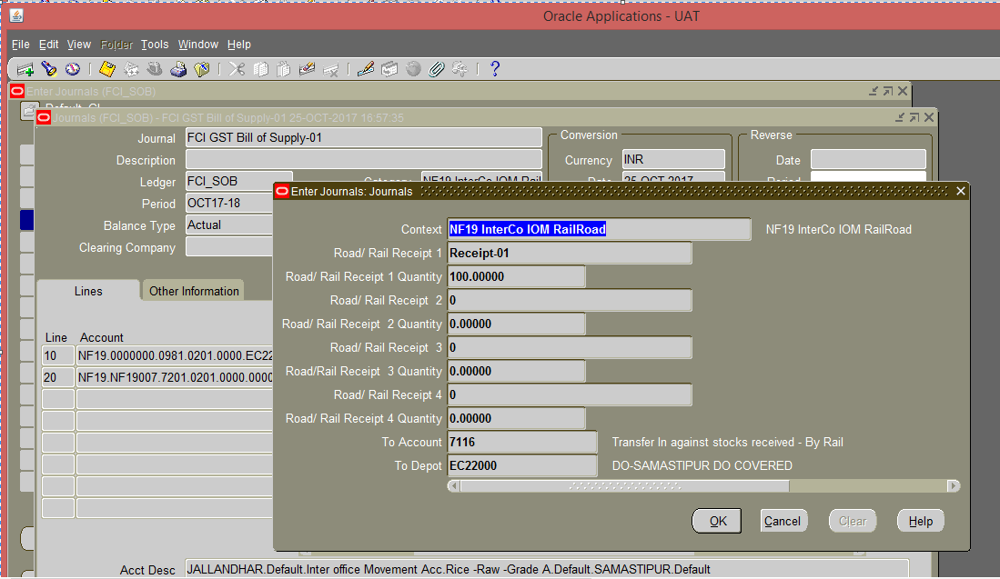 Oracle Applications - UAT
File Edit View Folder Tools Window Help
Enter Journals (FCI_SOB)
Journals (FCI_SOB) - FCI GST Bill of Supply-01 25-OCT-2017 16:57:35
Journal FCI GST Bill of Supply-01 Conversion Reverse
Description Currency INR Date
Ledger FCI_SOB Category NF19 InterCo IOM Rail Date 25-OCT-2017 Period
Period OCT17-18
Balance Type Actual
Clearing Company
Lines Other Information
Line Account
10 NF19.0000000.0981.0201.0000.EC22
20 NF19.NF19007.7201.0201.0000.0000
Enter Journals: Journals
Context NF19 InterCo IOM RailRoad NF19 InterCo IOM RailRoad
Road/ Rail Receipt 1 Receipt-01
Road/ Rail Receipt 1 Quantity 100.00000
Road/ Rail Receipt 2 0
Road/ Rail Receipt 2 Quantity 0.00000
Road/ Rail Receipt 3 0
Road/Rail Receipt 3 Quantity 0.00000
Road/ Rail Receipt 4 0
Road/ Rail Receipt 4 Quantity 0.00000
To Account 7116 Transfer In against stocks received - By Rail
To Depot EC22000 DO-SAMASTIPUR DO COVERED
OK Cancel Clear Help
Acct Desc JALLANDHAR.Default.Inter office Movement Acc.Rice -Raw -Grade A.Default.SAMASTIPUR.Default